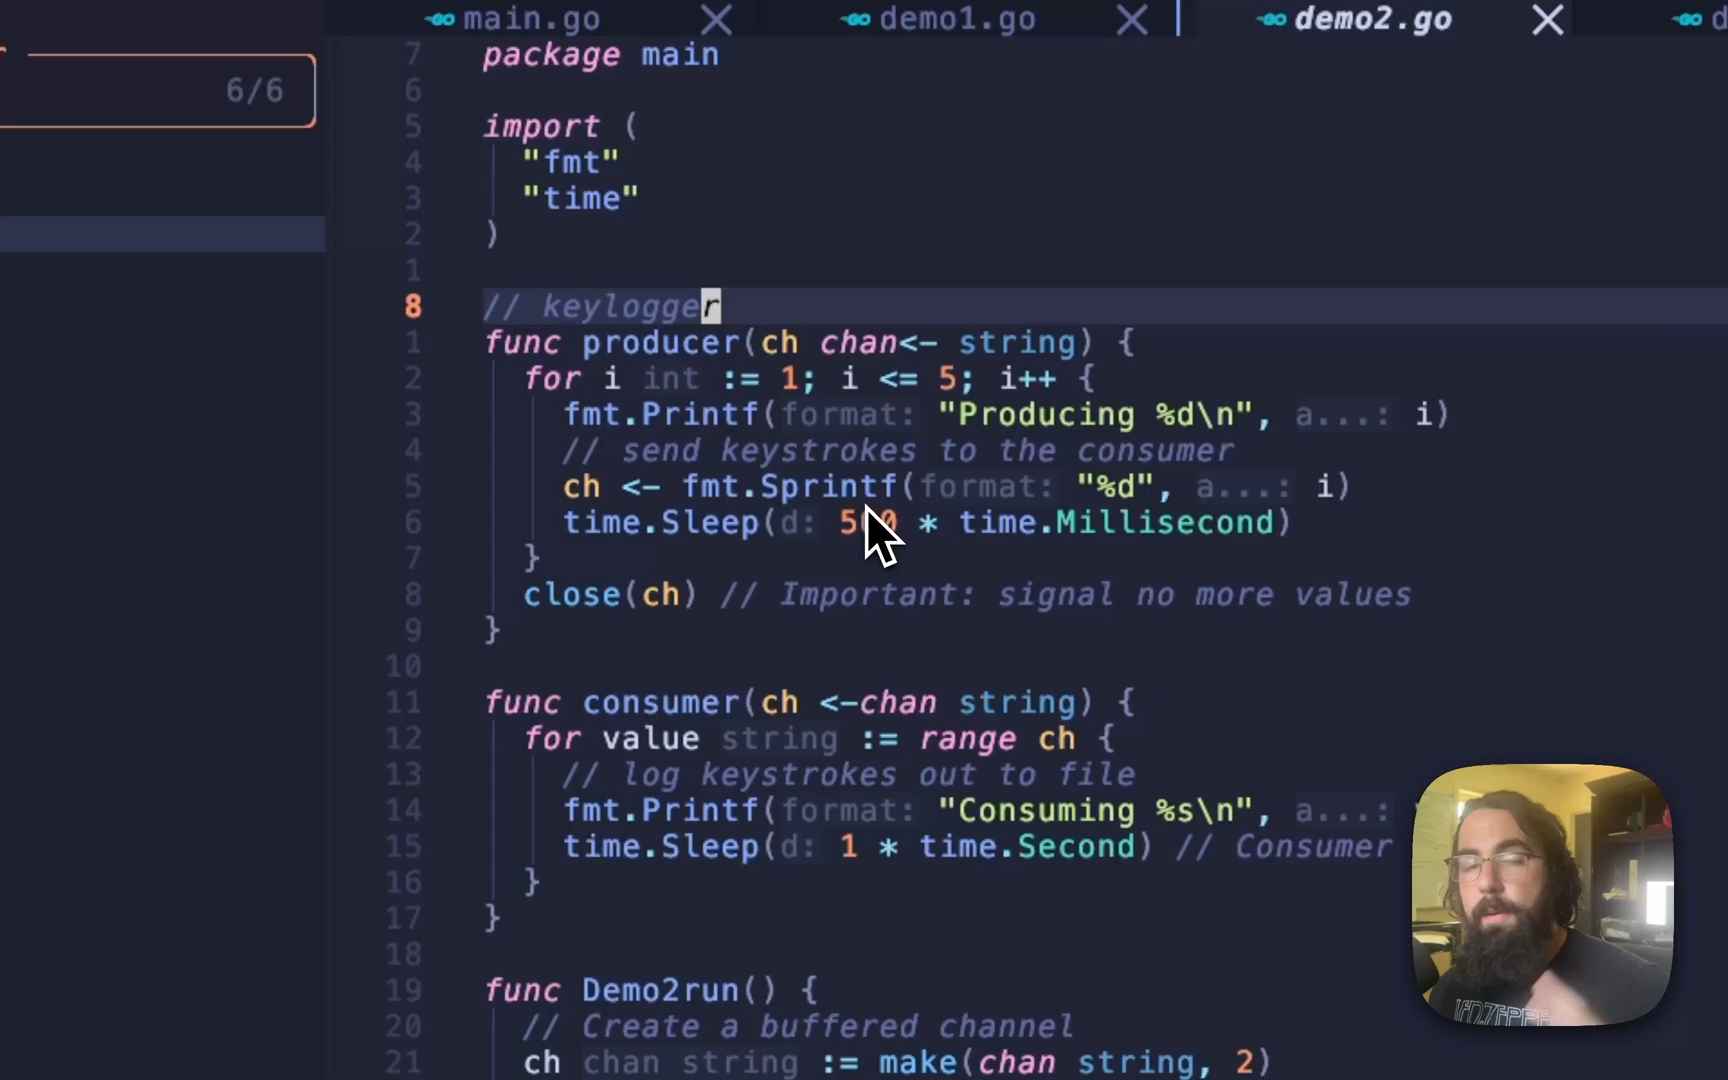 main.go
demo1.go
demo2.go
6/6
7 package main
6
5 import (
4 "fmt"
3 "time"
2 )
1
8 // keylogger
1 func producer(ch chan<- string) {
2 for i int := 1; i <= 5; i++ {
3 fmt.Printf(format: "Producing %d\n", a...: i)
4 // send keystrokes to the consumer
5 ch <- fmt.Sprintf(format: "%d", a...: i)
6 time.Sleep(d: 500 * time.Millisecond)
7 }
8 close(ch) // Important: signal no more values
9 }
10
11 func consumer(ch <-chan string) {
12 for value string := range ch {
13 // log keystrokes out to file
14 fmt.Printf(format: "Consuming %s\n", a...:
15 time.Sleep(d: 1 * time.Second) // Consumer
16 }
17 }
18
19 func Demo2run() {
20 // Create a buffered channel
21 ch chan string := make(chan string, 2)